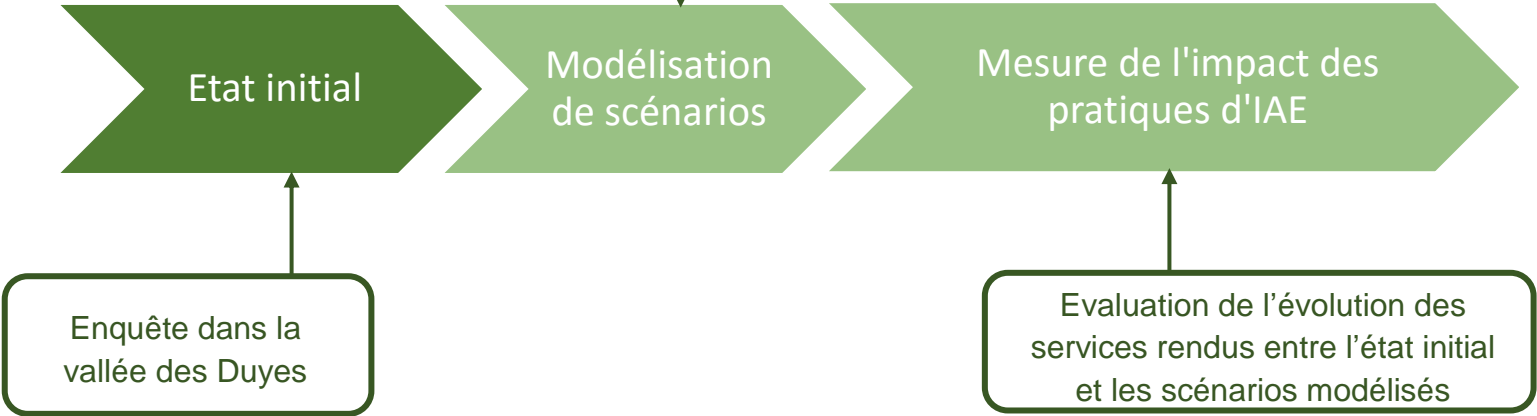 Etat initial
Modélisation
de scénarios
Mesure de l'impact des
pratiques d'IAE
Enquête dans la
vallée des Duyes
Evaluation de l’évolution des
services rendus entre l’état initial
et les scénarios modélisés